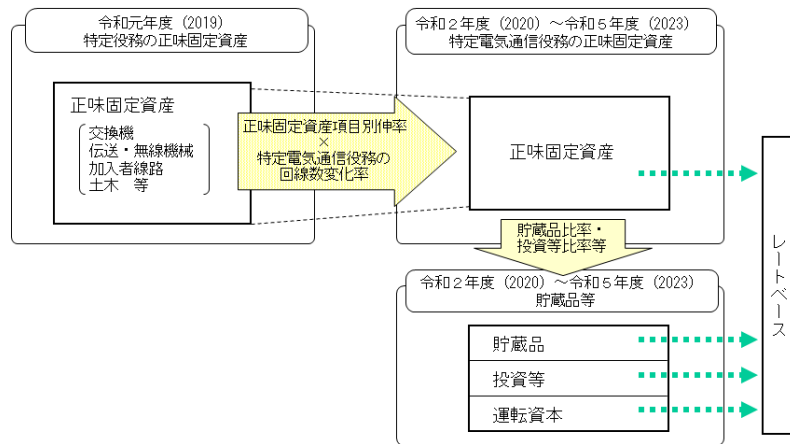 令和元年度（2019）
特定役務の正味固定資産
正味固定資産
交換機
伝送・無線機械
加入者線路
土木　等
正味固定資産項目別伸率
×
特定電気通信役務の
回線数変化率
令和２年度（2020）～令和５年度（2023）
特定電気通信役務の正味固定資産
正味固定資産
貯蔵品比率・
投資等比率等
令和２年度（2020）～令和５年度（2023）
貯蔵品等
貯蔵品
投資等
運転資本
レートベース